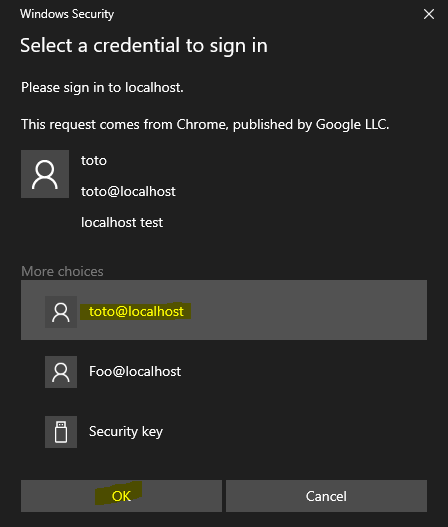 Windows Security
Select a credential to sign in
Please sign in to localhost.
This request comes from Chrome, published by Google LLC.
toto
toto@localhost
localhost test
More choices
toto@localhost
Foo@localhost
Security key
OK
Cancel